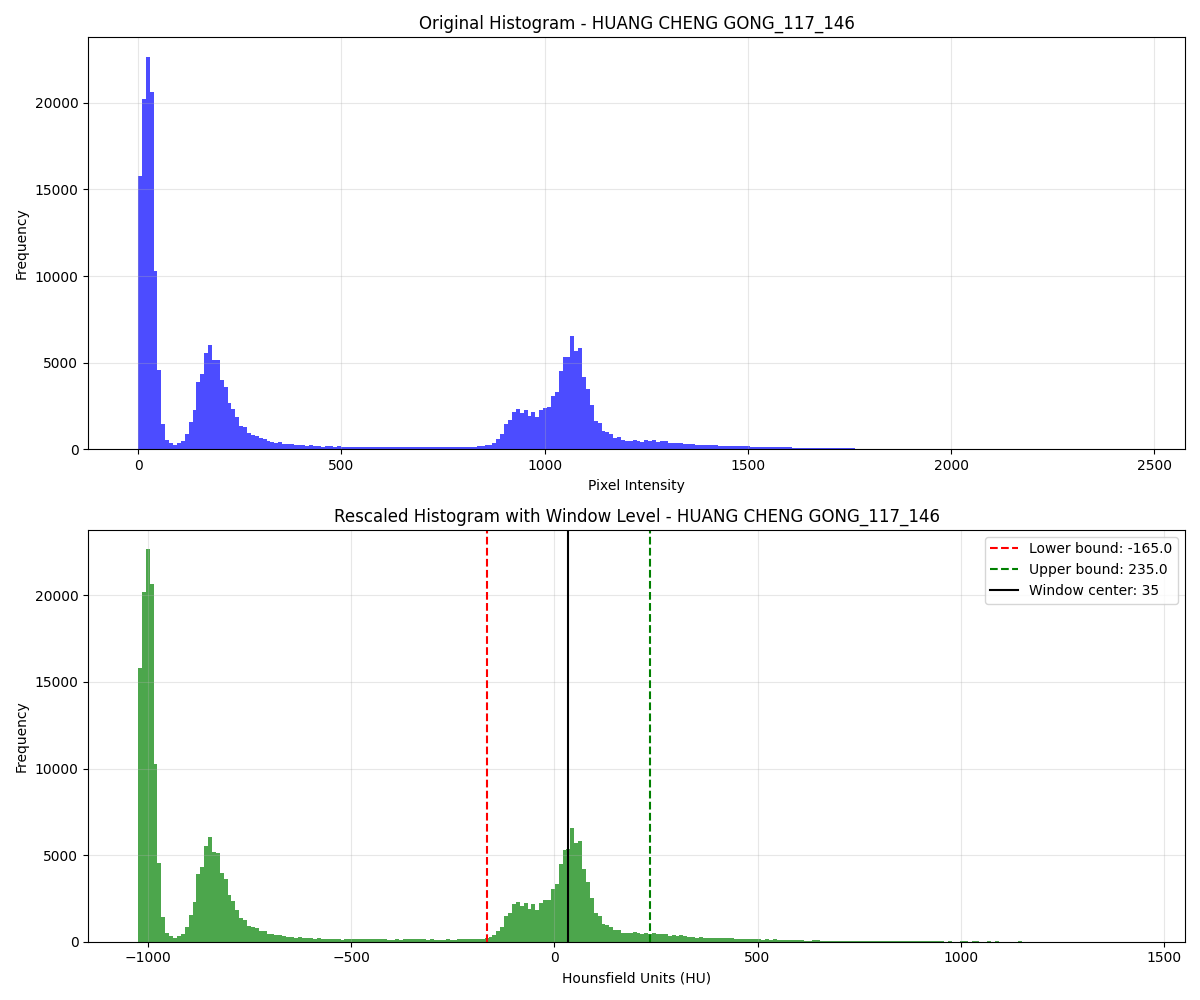 Original Histogram - HUANG CHENG GONG_117_146
20000
15000
10000
5000
0
Frequency
0 500 1000 1500 2000 2500
Pixel Intensity
Rescaled Histogram with Window Level - HUANG CHENG GONG_117_146
Lower bound: -165.0
Upper bound: 235.0
Window center: 35
20000
15000
10000
5000
0
Frequency
−1000 −500 0 500 1000 1500
Hounsfield Units (HU)